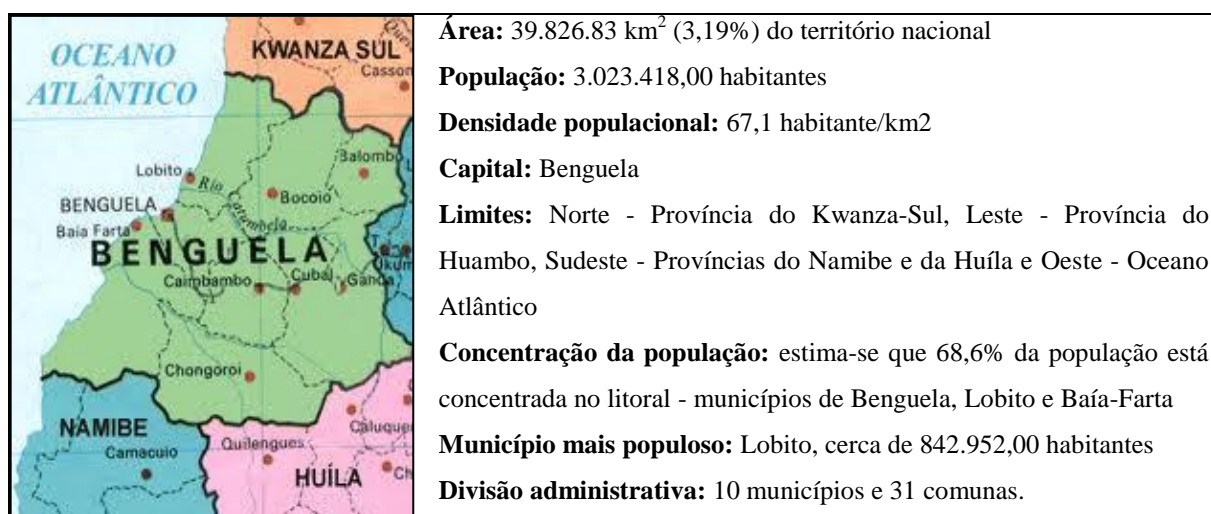 OCEANO
ATLÂNTICO
KWANZA SUL
Balombo
Lobito
Rio
Catumbela
Bocoio
BENGUELA
Baia Farta
BENGUELA
Caimbambo
Cubal
Ganda
Chongoroi
NAMIBE
Camacuio
Quilengues
HUÍLA
Área: 39.826.83 km² (3,19%) do território nacional
População: 3.023.418,00 habitantes
Densidade populacional: 67,1 habitante/km2
Capital: Benguela
Limites: Norte - Província do Kwanza-Sul, Leste - Província do
Huambo, Sudeste - Províncias do Namibe e da Huíla e Oeste - Oceano
Atlântico
Concentração da população: estima-se que 68,6% da população está
concentrada no litoral - municípios de Benguela, Lobito e Baía-Farta
Município mais populoso: Lobito, cerca de 842.952,00 habitantes
Divisão administrativa: 10 municípios e 31 comunas.